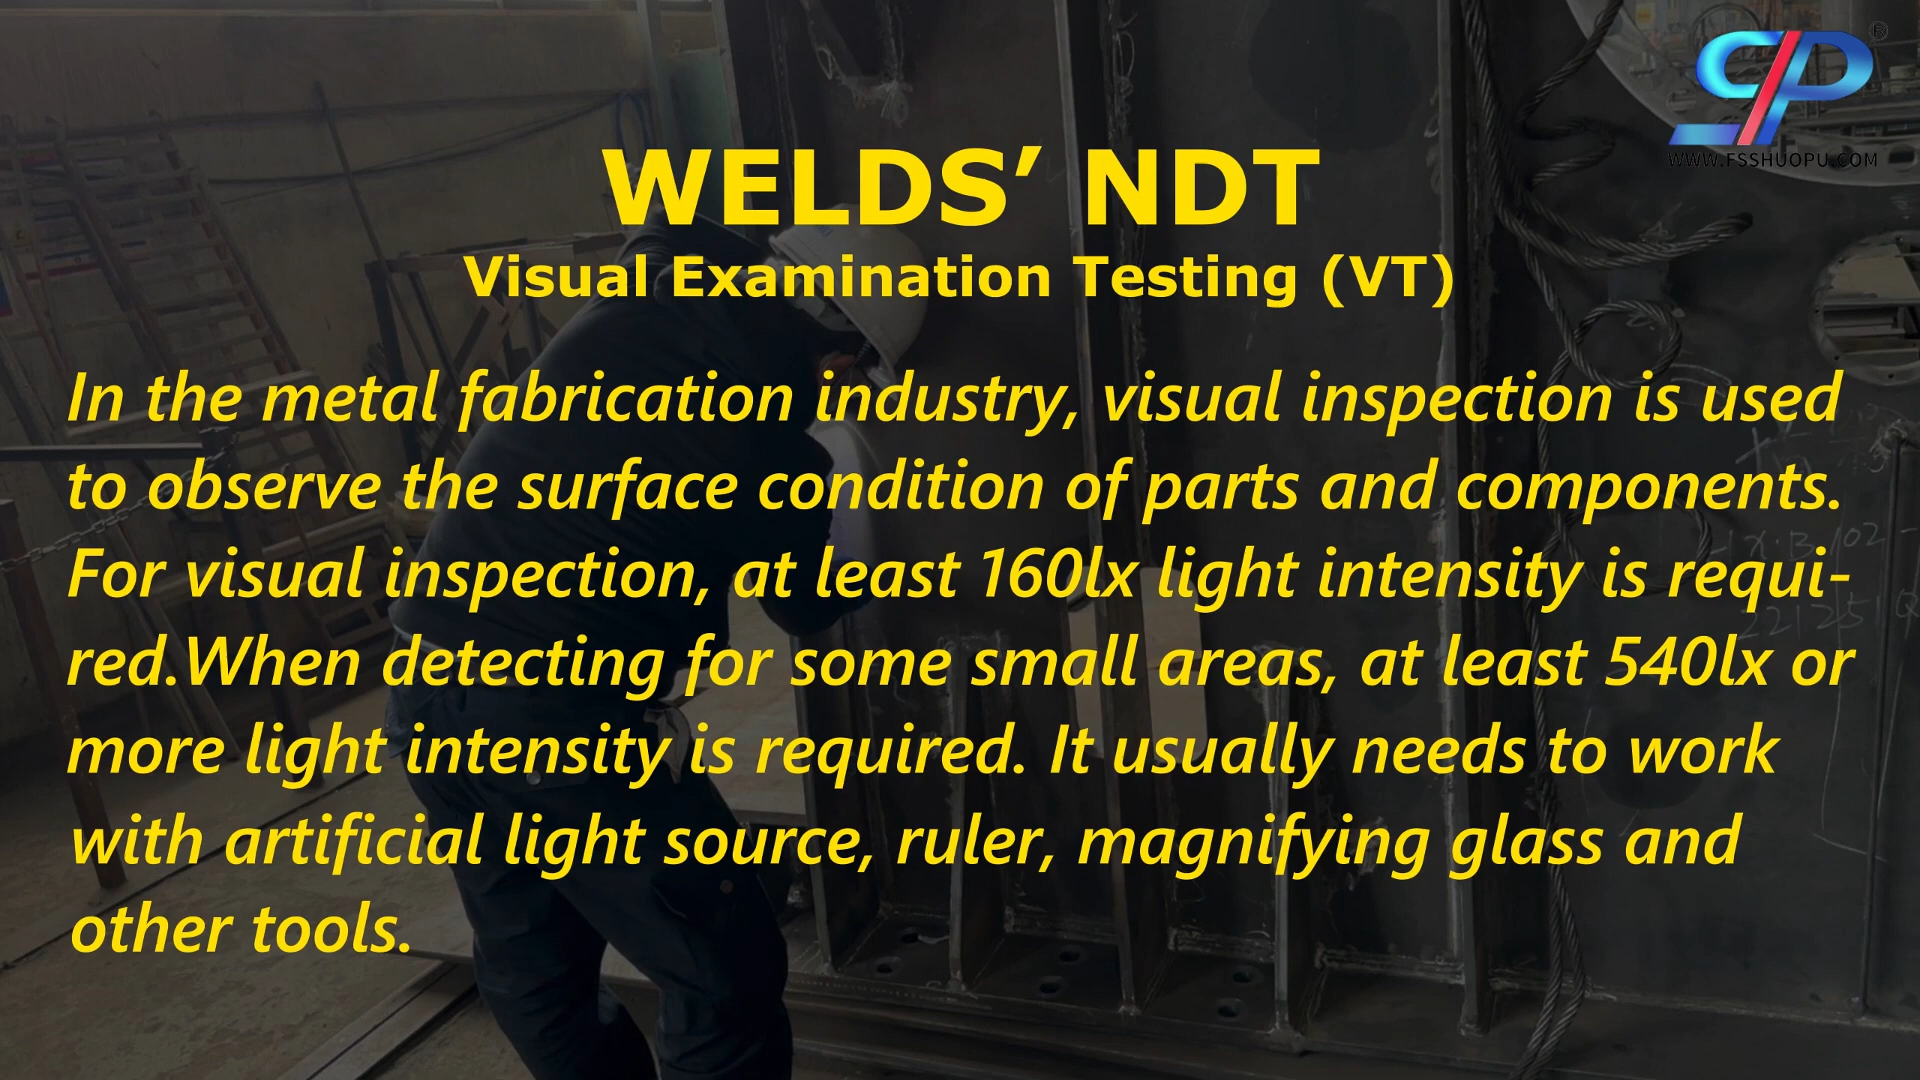 WWW.FSSHUOPU.COM
WELDS’ NDT
Visual Examination Testing (VT)
In the metal fabrication industry, visual inspection is used
to observe the surface condition of parts and components.
For visual inspection, at least 160lx light intensity is requi-
red.When detecting for some small areas, at least 540lx or
more light intensity is required. It usually needs to work
with artificial light source, ruler, magnifying glass and
other tools.